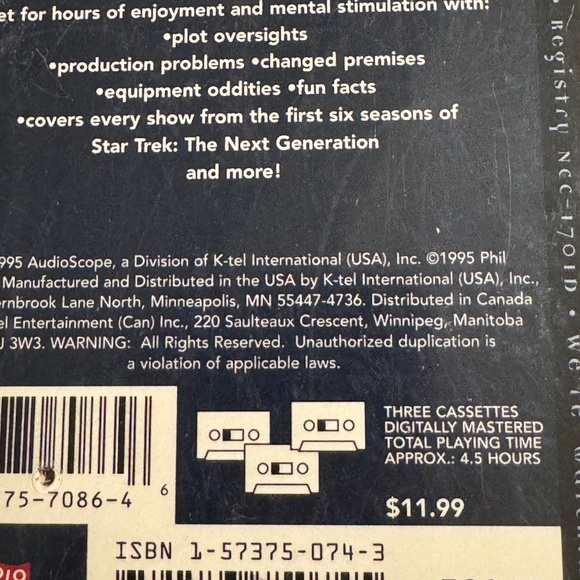 et for hours of enjoyment and mental stimulation with:
•plot oversights
•production problems •changed premises
•equipment oddities •fun facts
•covers every show from the first six seasons of
Star Trek: The Next Generation
and more!
995 AudioScope, a Division of K-tel International (USA), Inc. ©1995 Phil
Manufactured and Distributed in the USA by K-tel International (USA), Inc.,
ernbrook Lane North, Minneapolis, MN 55447-4736. Distributed in Canada
el Entertainment (Can) Inc., 220 Saulteaux Crescent, Winnipeg, Manitoba
J 3W3. WARNING: All Rights Reserved. Unauthorized duplication is
a violation of applicable laws.
THREE CASSETTES
DIGITALLY MASTERED
TOTAL PLAYING TIME
APPROX.: 4.5 HOURS
75-7086-4 6
$11.99
ISBN 1-57375-074-3
• Registry NCC-1701D • We're